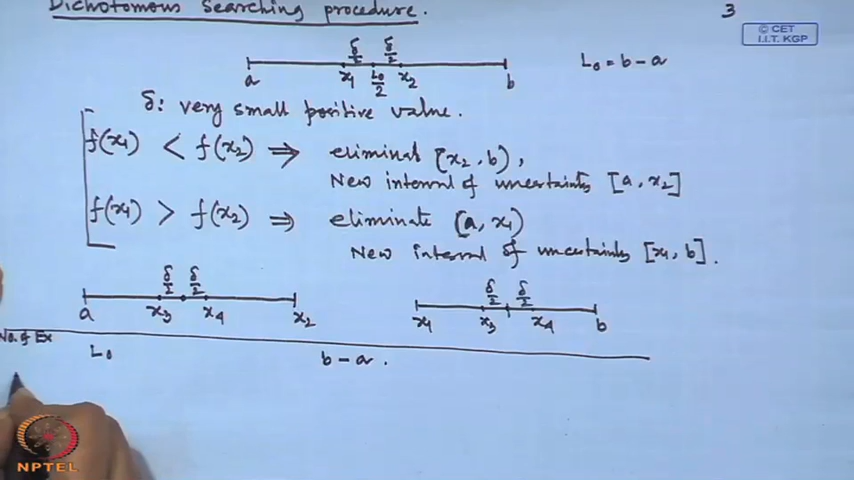 Dichotomous Searching procedure.
3
© CET
I.I.T. KGP
δ/2 δ/2
a x₁ L₀/2 x₂ b
L₀ = b - a
δ: very small positive value.
f(x₁) < f(x₂) ⇒ eliminat [x₂, b),
New interval of uncertainty [a, x₂]
f(x₁) > f(x₂) ⇒ eliminate (a, x₁)
New interval of uncertainty [x₁, b].
δ/2 δ/2
a x₃ x₄ x₂
δ/2 δ/2
x₁ x₃ x₄ b
No. of Ex
L₀ b - a.
NPTEL